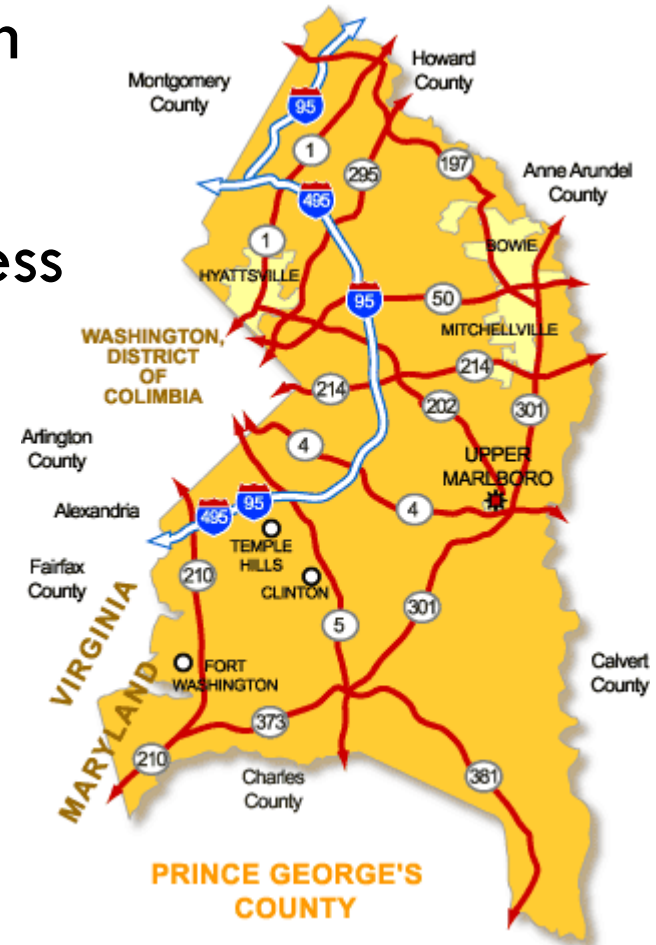 n
ess
Montgomery
County
Howard
County
95
1
295
197
Anne Arundel
County
495
1
BOWIE
HYATTSVILLE
95
50
MITCHELLVILLE
WASHINGTON,
DISTRICT
OF
COLIMBIA
214
214
202
301
Arlington
County
4
UPPER
MARLBORO
Alexandria
495
95
4
TEMPLE
HILLS
Fairfax
County
210
CLINTON
301
5
VIRGINIA
MARYLAND
FORT
WASHINGTON
Calvert
County
373
210
Charles
County
381
PRINCE GEORGE'S
COUNTY